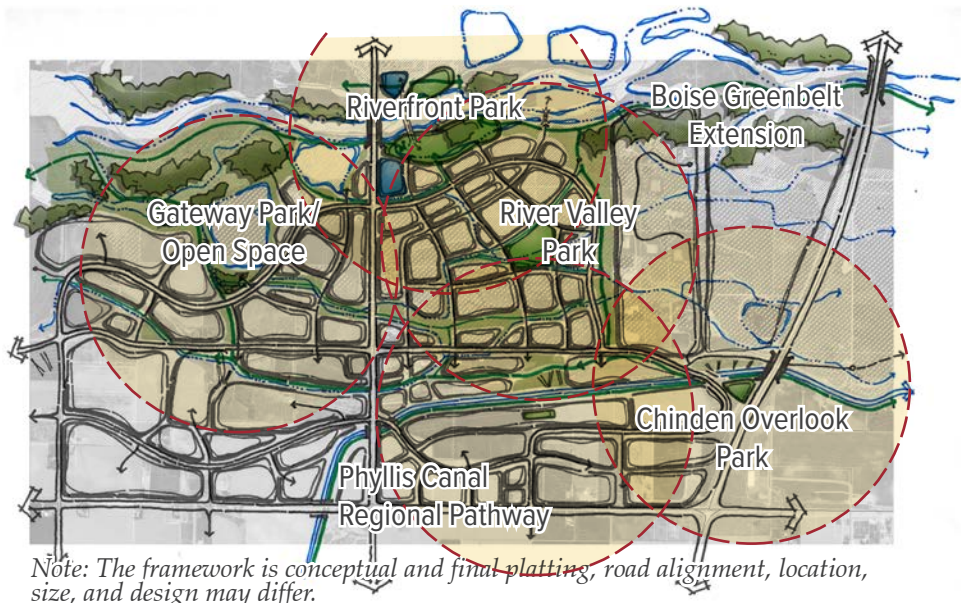 Riverfront Park
Boise Greenbelt
Extension
Gateway Park/
Open Space
River Valley
Park
Chinden Overlook
Park
Phyllis Canal
Regional Pathway
Note: The framework is conceptual and final platting, road alignment, location,
size, and design may differ.